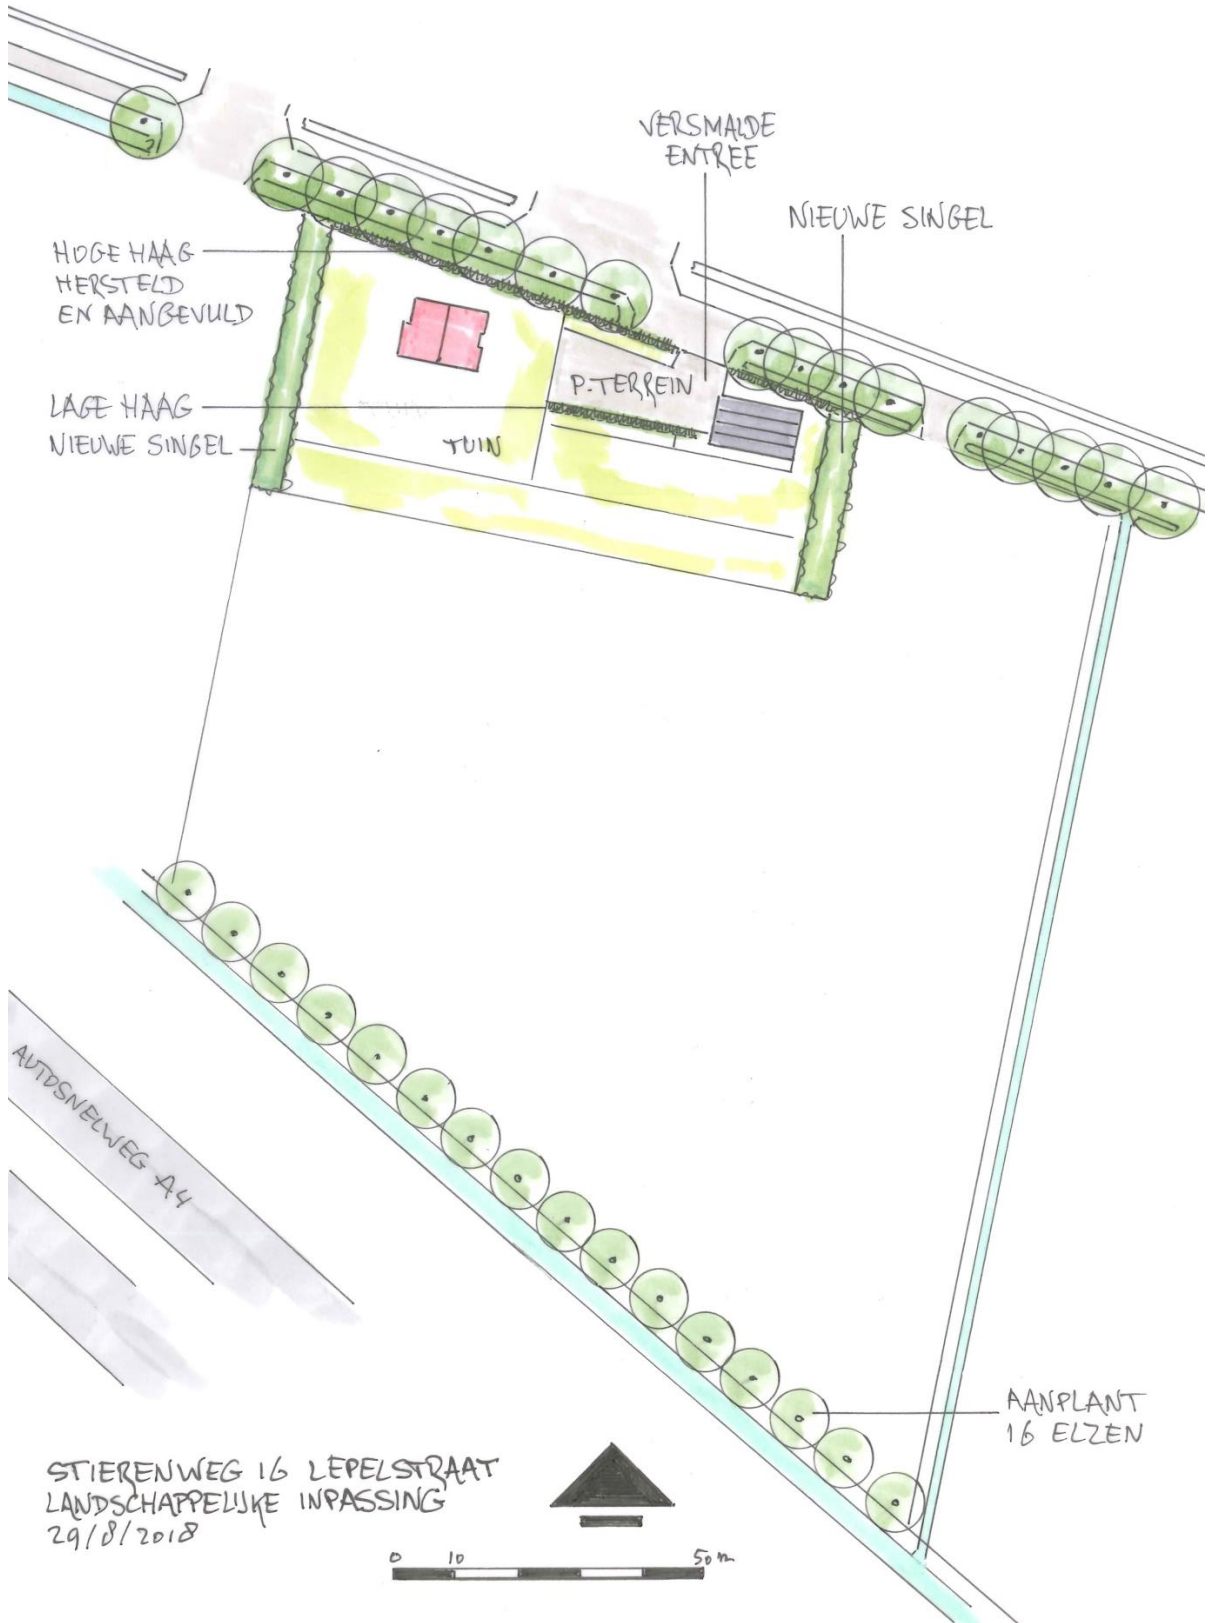 VERSMALDE
ENTREE
NIEUWE SINGEL
HOGE HAAG
HERSTELD
EN AANGEVULD
P-TERREIN
LAGE HAAG
NIEUWE SINGEL
TUIN
AUTOSNELWEG A4
AANPLANT
16 ELZEN
STIERENWEG 16 LEPELSTRAAT
LANDSCHAPPELIJKE INPASSING
29/8/2018
0 10 50 m